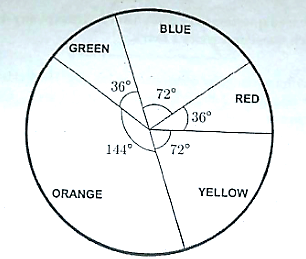 BLUE
GREEN
36°
72°
RED
36°
144°
72°
ORANGE
YELLOW